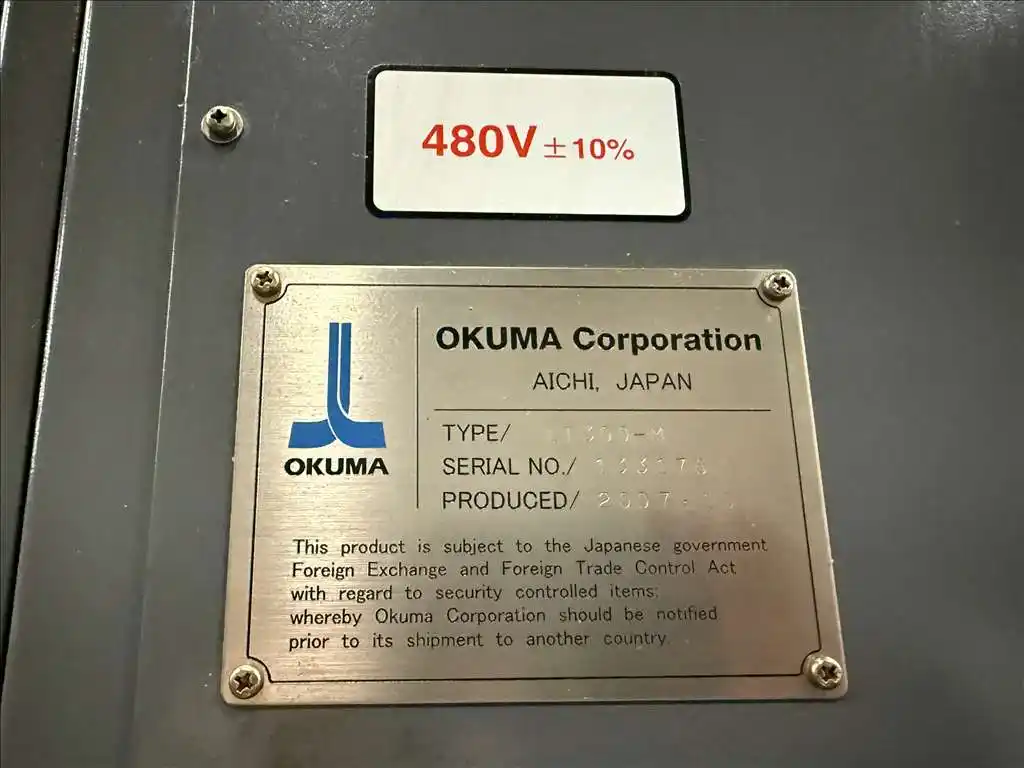 480V ± 10%
OKUMA Corporation
AICHI, JAPAN
OKUMA
TYPE/
SERIAL NO./
PRODUCED/
This product is subject to the Japanese government
Foreign Exchange and Foreign Trade Control Act
with regard to security controlled items;
whereby Okuma Corporation should be notified
prior to its shipment to another country.